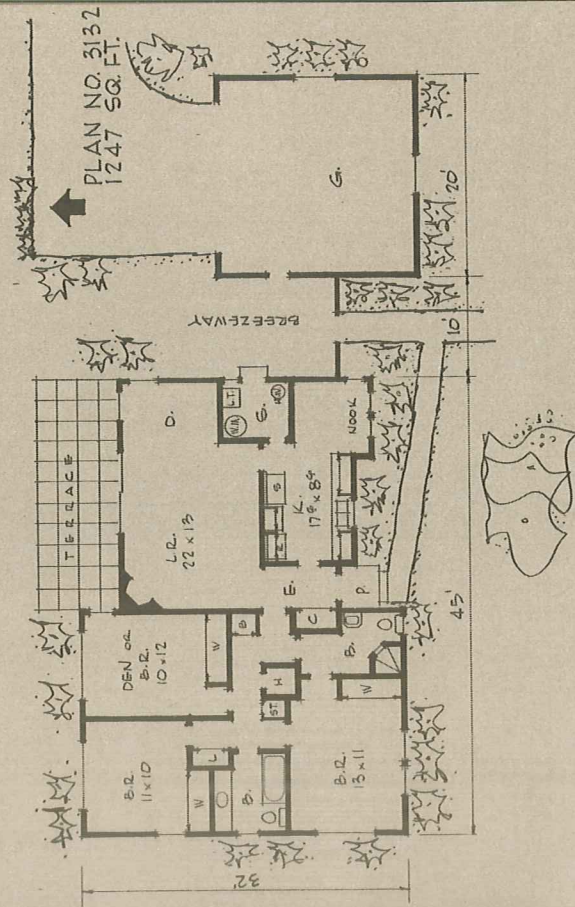 PLAN NO. 3132
1247 SQ. FT.
TERRACE
DEN OR
B.R.
10 x 12
B.R.
11 x 10
L.R.
22 x 13
D.
BREEZEWAY
G.
L.T.
W.M.
S.
H.W.
W
B
W
L
B.
ST.
H
E.
C
K.
17⁶ x 8⁹
S
R
NOOK
P.
B.
W
B.R.
13 x 11
32'
45'
10'
20'